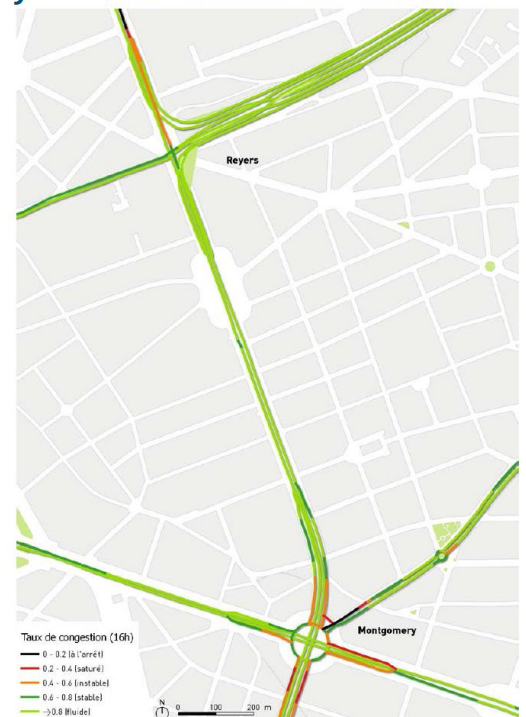 Reyers
Montgomery
Taux de congestion (16h)
0 - 0.2 (à l'arrêt)
0.2 - 0.4 (saturé)
0.4 - 0.6 (instable)
0.6 - 0.8 (stable)
->0.8 (fluide)
N
0 100 200 m